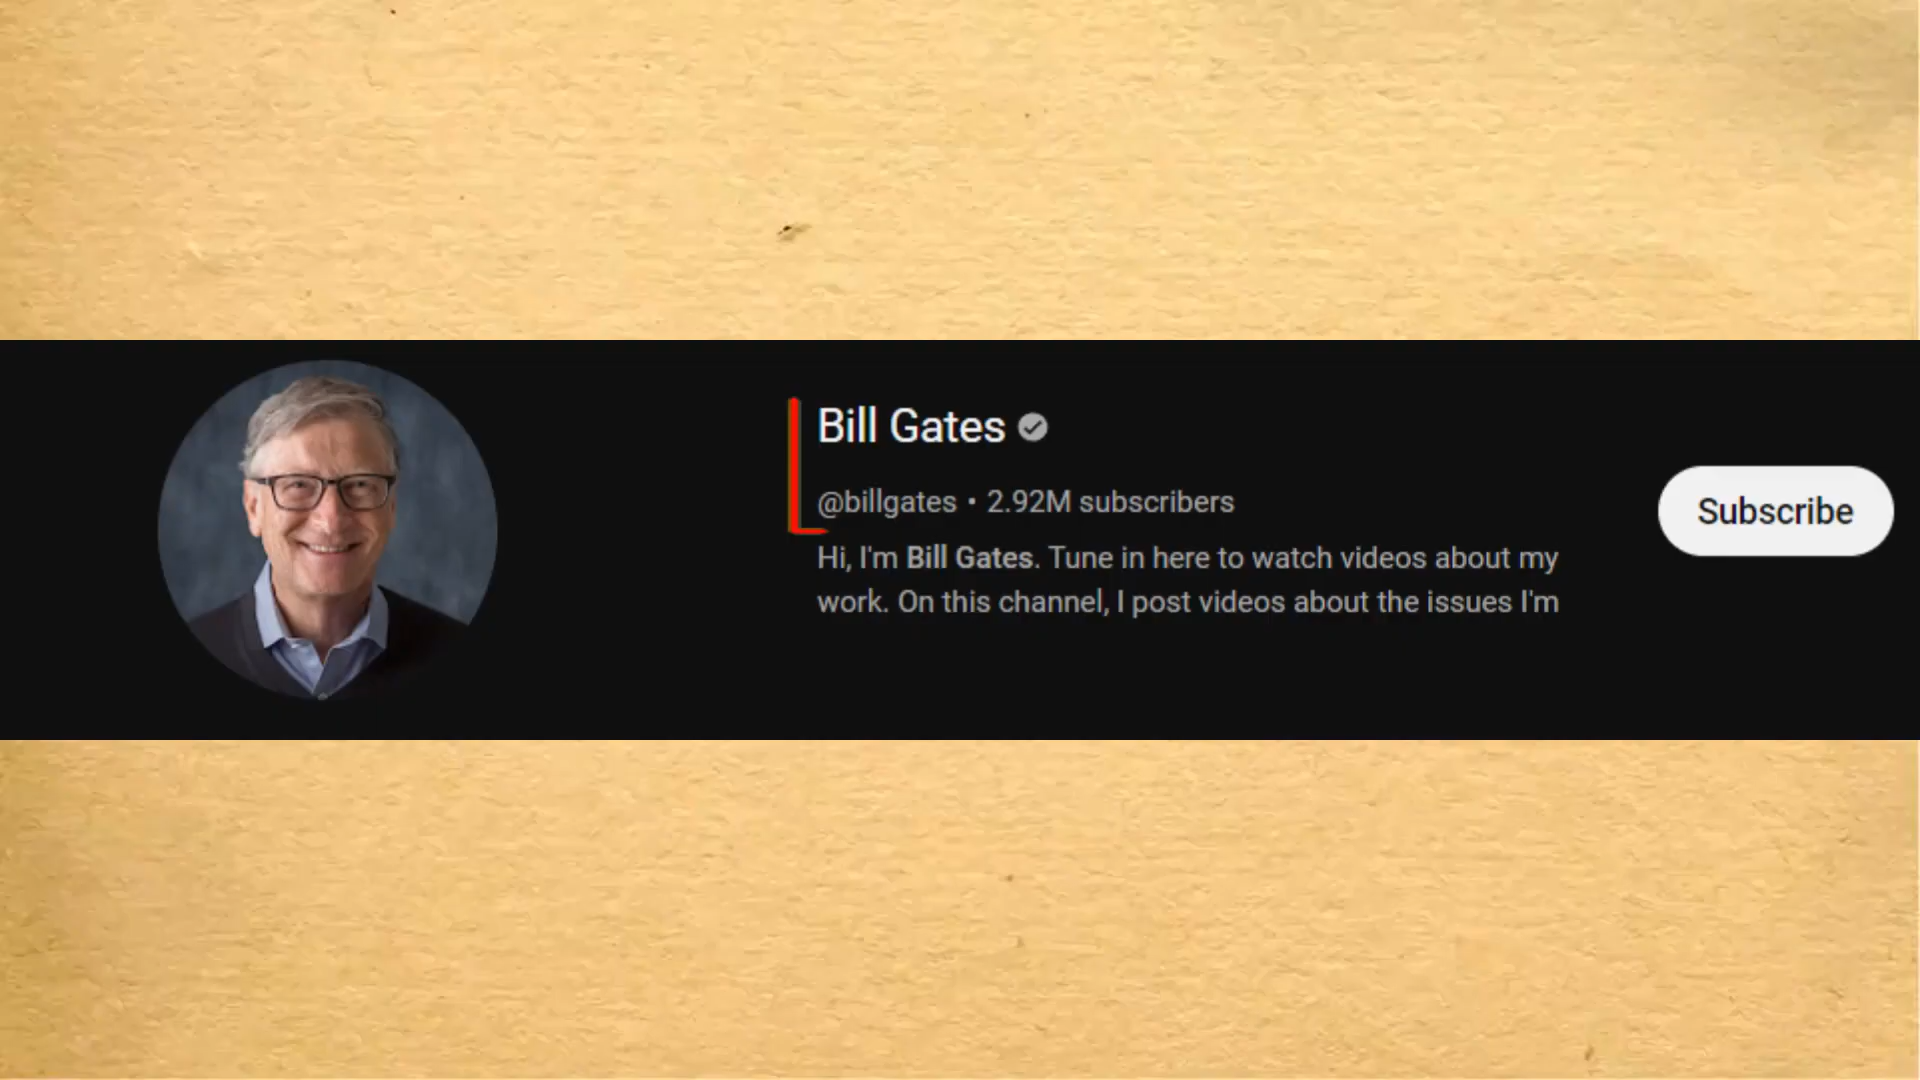 Bill Gates
@billgates • 2.92M subscribers
Hi, I'm Bill Gates. Tune in here to watch videos about my
work. On this channel, I post videos about the issues I'm
Subscribe